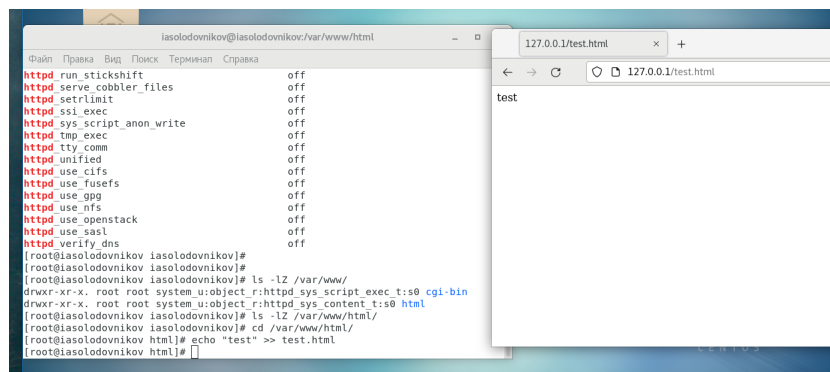 iasolodovnikov@iasolodovnikov:/var/www/html
Файл Правка Вид Поиск Терминал Справка
httpd_run_stickshift off
httpd_serve_cobbler_files off
httpd_setrlimit off
httpd_ssi_exec off
httpd_sys_script_anon_write off
httpd_tmp_exec off
httpd_tty_comm off
httpd_unified off
httpd_use_cifs off
httpd_use_fusefs off
httpd_use_gpg off
httpd_use_nfs off
httpd_use_openstack off
httpd_use_sasl off
httpd_verify_dns off
[root@iasolodovnikov iasolodovnikov]#
[root@iasolodovnikov iasolodovnikov]#
[root@iasolodovnikov iasolodovnikov]# ls -lZ /var/www/
drwxr-xr-x. root root system_u:object_r:httpd_sys_script_exec_t:s0 cgi-bin
drwxr-xr-x. root root system_u:object_r:httpd_sys_content_t:s0 html
[root@iasolodovnikov iasolodovnikov]# ls -lZ /var/www/html/
[root@iasolodovnikov iasolodovnikov]# cd /var/www/html/
[root@iasolodovnikov html]# echo "test" >> test.html
[root@iasolodovnikov html]#
127.0.0.1/test.html
127.0.0.1/test.html
test
CENTOS